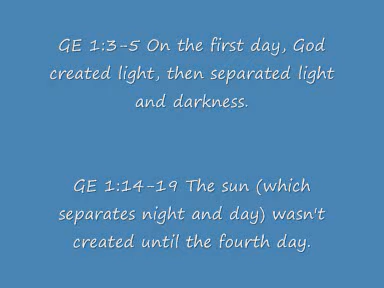 GE 1:3-5 On the first day, God
created light, then separated light
and darkness.
GE 1:14-19 The sun (which
separates night and day) wasn't
created until the fourth day.